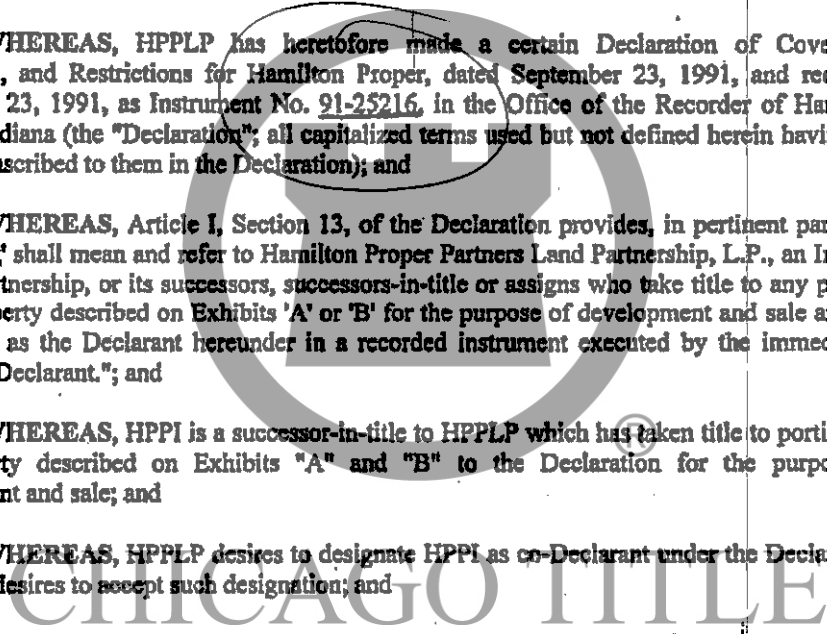 WHEREAS, HPPLP has heretofore made a certain Declaration of Cove
, and Restrictions for Hamilton Proper, dated September 23, 1991, and rec
23, 1991, as Instrument No. 91-25216, in the Office of the Recorder of Har
diana (the "Declaration"; all capitalized terms used but not defined herein havi
ascribed to them in the Declaration); and
WHEREAS, Article I, Section 13, of the Declaration provides, in pertinent par
" shall mean and refer to Hamilton Proper Partners Land Partnership, L.P., an I
tnership, or its successors, successors-in-title or assigns who take title to any p
erty described on Exhibits 'A' or 'B' for the purpose of development and sale a
as the Declarant hereunder in a recorded instrument executed by the immec
Declarant."; and
WHEREAS, HPPI is a successor-in-title to HPPLP which has taken title to porti
ty described on Exhibits "A" and "B" to the Declaration for the purpo
nt and sale; and
WHEREAS, HPPLP desires to designate HPPI as co-Declarant under the Decla
desires to accept such designation; and
CHICAGO TITLE
®